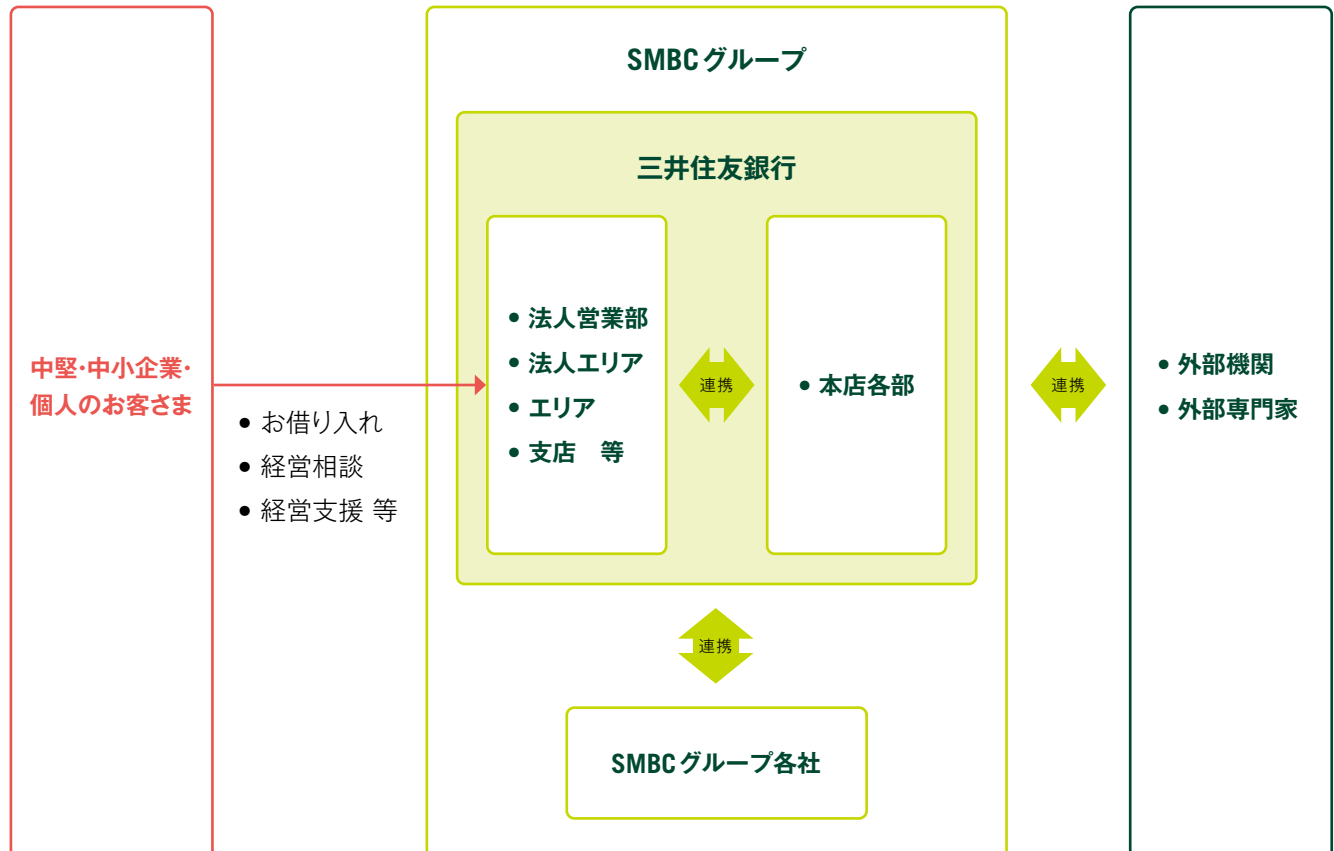 中堅・中小企業・
個人のお客さま
• お借り入れ
• 経営相談
• 経営支援 等
SMBCグループ
三井住友銀行
• 法人営業部
• 法人エリア
• エリア
• 支店　等
連携
• 本店各部
連携
SMBCグループ各社
連携
• 外部機関
• 外部専門家